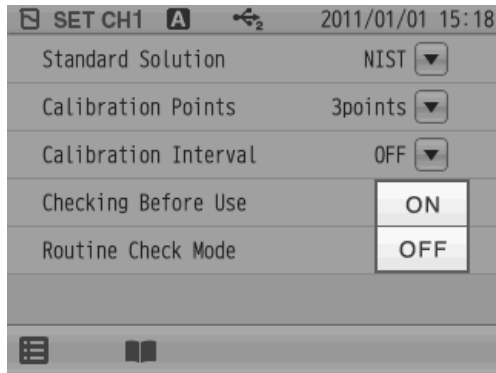 SET CH1 A 2 2011/01/01 15:18
Standard Solution NIST
Calibration Points 3points
Calibration Interval OFF
Checking Before Use ON
Routine Check Mode OFF